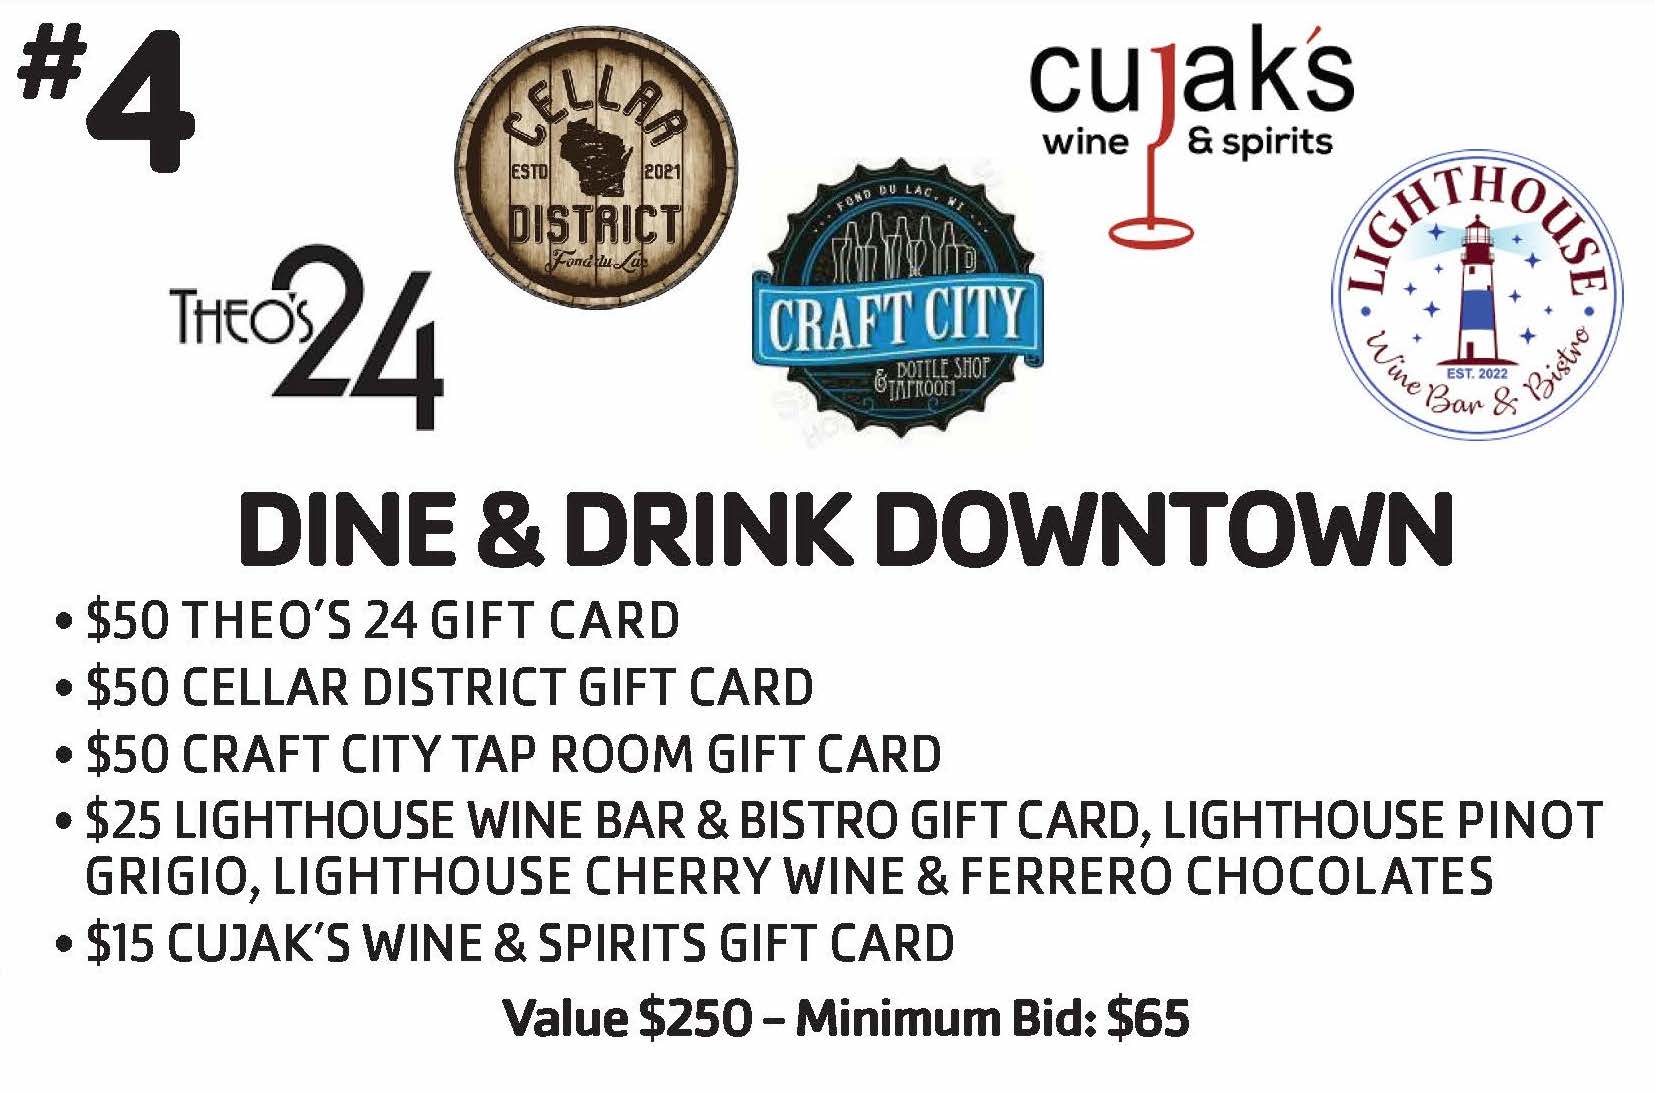 #4
CELLAR
ESTD 2021
DISTRICT
Fond du Lac
cujak's
wine & spirits
THEO'S 24
FOND DU LAC, WI
CRAFT CITY
BOTTLE SHOP
& TAPROOM
LIGHTHOUSE
EST. 2022
Wine Bar & Bistro
DINE & DRINK DOWNTOWN
• $50 THEO'S 24 GIFT CARD
• $50 CELLAR DISTRICT GIFT CARD
• $50 CRAFT CITY TAP ROOM GIFT CARD
• $25 LIGHTHOUSE WINE BAR & BISTRO GIFT CARD, LIGHTHOUSE PINOT
GRIGIO, LIGHTHOUSE CHERRY WINE & FERRERO CHOCOLATES
• $15 CUJAK'S WINE & SPIRITS GIFT CARD
Value $250 – Minimum Bid: $65